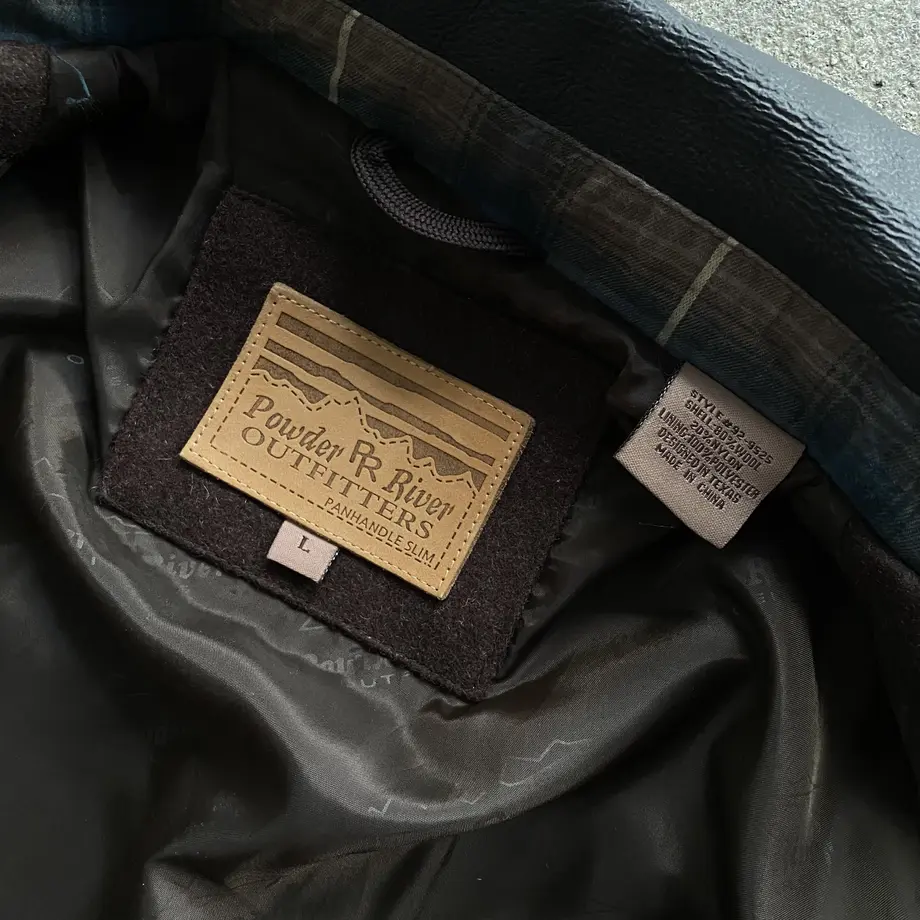 Powder River
PR
OUTFITTERS
PANHANDLE SLIM
L
STYLE#92-9525
SHELL:80%WOOL
20%NYLON
LINING:100%POLYESTER
DESIGNED IN TEXAS
MADE IN CHINA